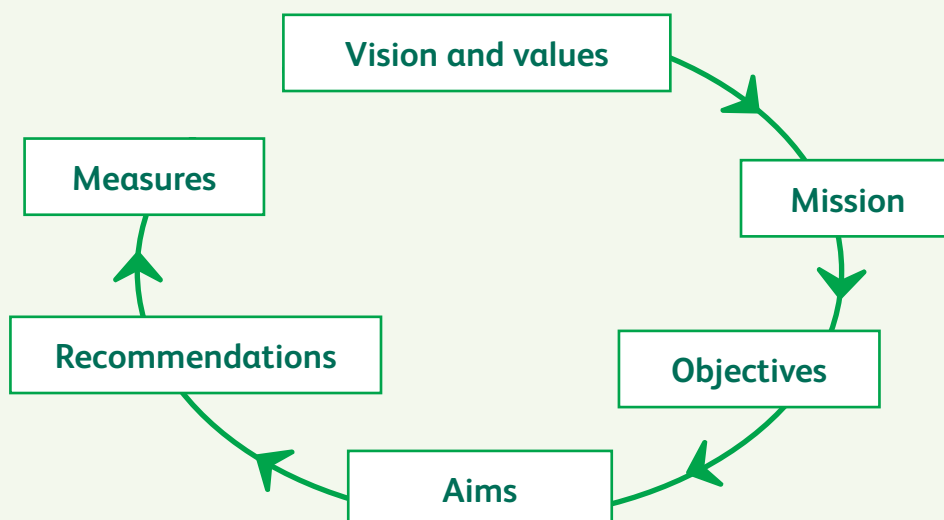 Vision and values
Mission
Objectives
Aims
Recommendations
Measures